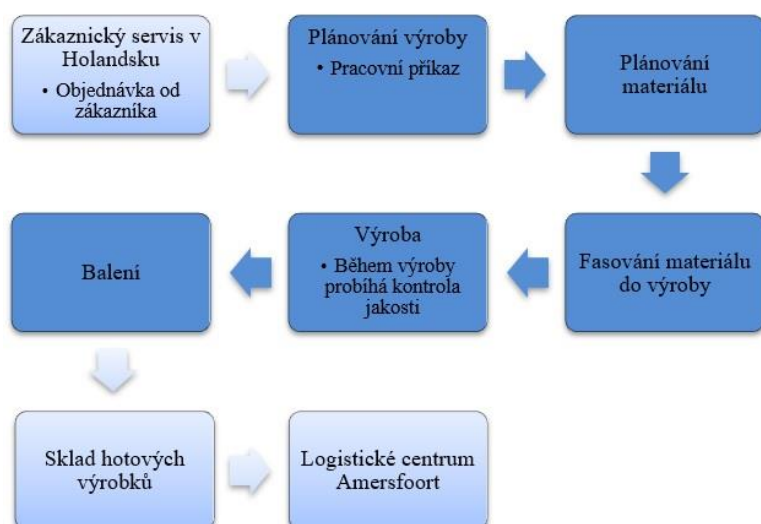 Zákaznický servis v
Holandsku
• Objednávka od
zákazníka
Plánování výroby
• Pracovní příkaz
Plánování
materiálu
Fasování materiálu
do výroby
Výroba
• Během výroby
probíhá kontrola
jakosti
Balení
Sklad hotových
výrobků
Logistické centrum
Amersfoort